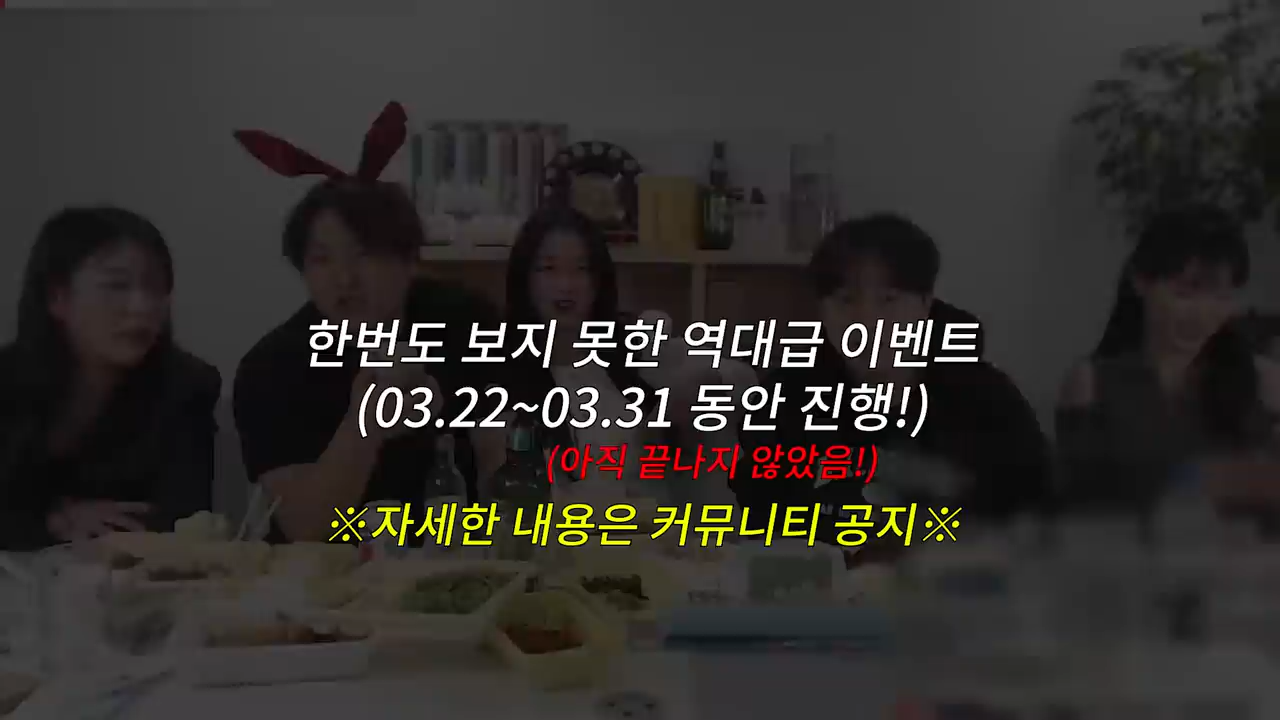 한번도 보지 못한 역대급 이벤트
(03.22~03.31 동안 진행!)
(아직 끝나지 않았음!)
※자세한 내용은 커뮤니티 공지※